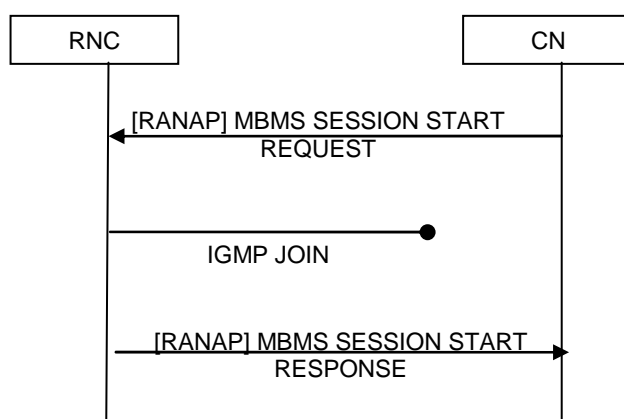 RNC
CN
[RANAP] MBMS SESSION START
REQUEST
IGMP JOIN
[RANAP] MBMS SESSION START
RESPONSE